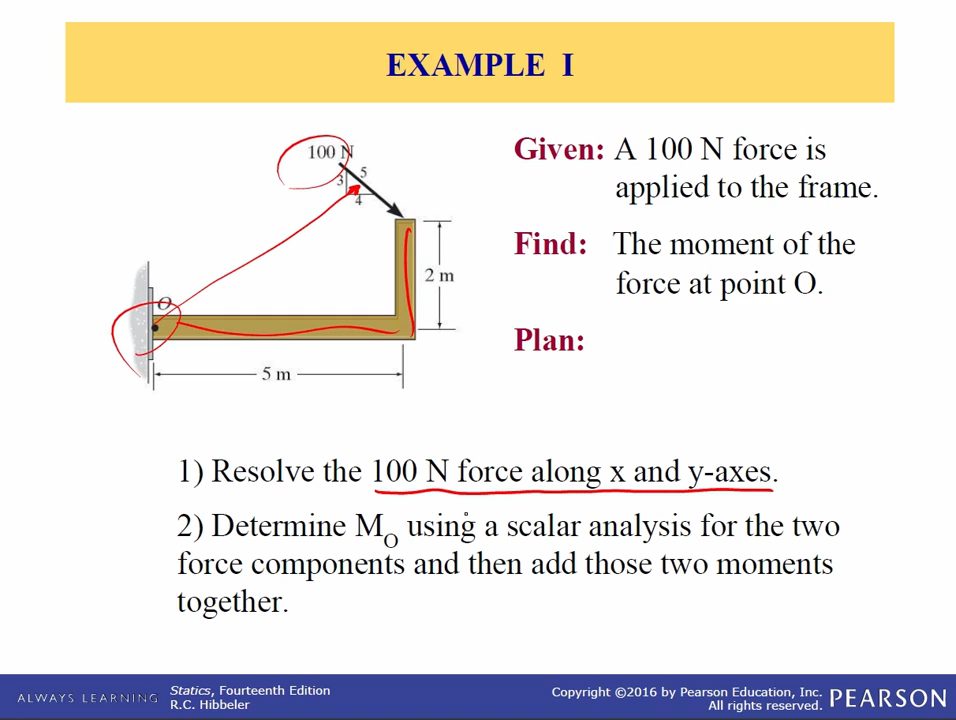 EXAMPLE I
100 N
3
5
4
2 m
O
5 m
Given: A 100 N force is
applied to the frame.
Find: The moment of the
force at point O.
Plan:
1) Resolve the 100 N force along x and y-axes.
2) Determine MO using a scalar analysis for the two
force components and then add those two moments
together.
ALWAYS LEARNING
Statics, Fourteenth Edition
R.C. Hibbeler
Copyright ©2016 by Pearson Education, Inc.
All rights reserved.
PEARSON